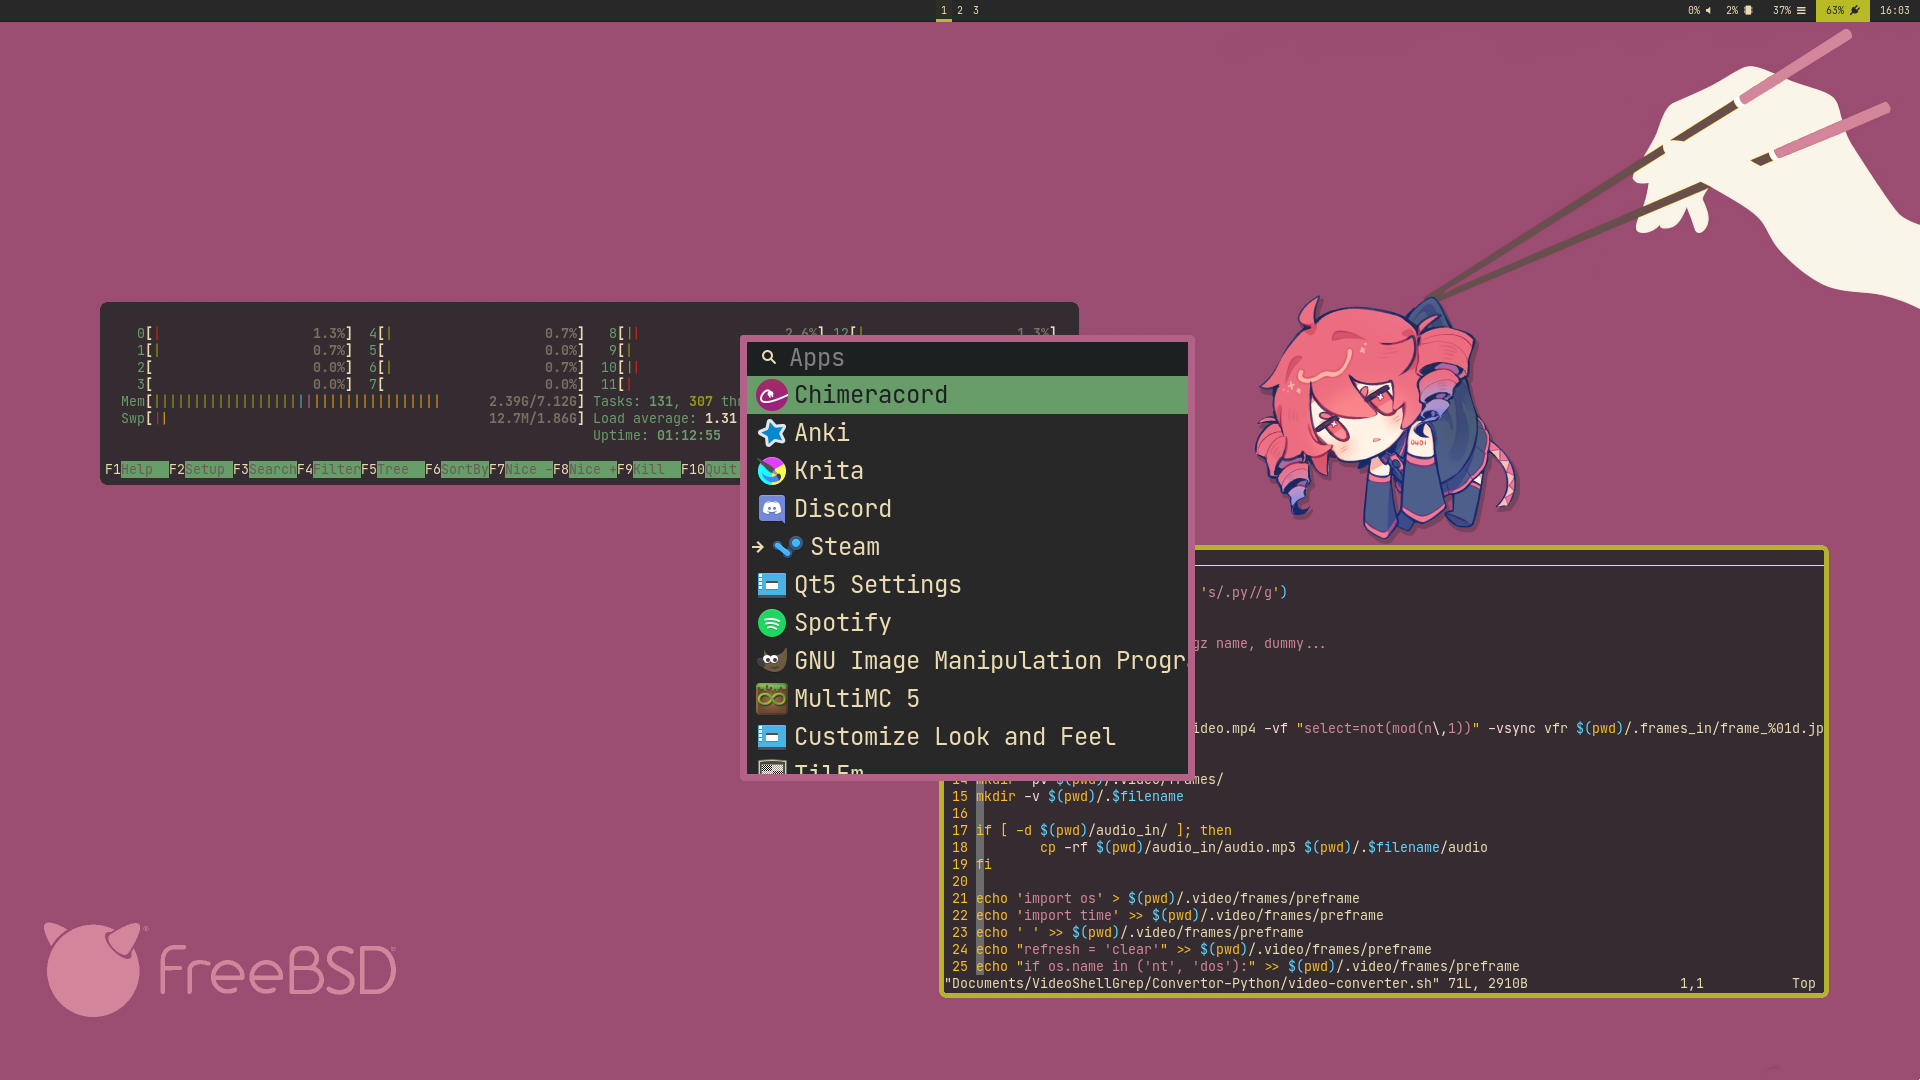 1 2 3
0% 2% 37% 63% 16:03
0[ 1.3%] 4[ 0.7%] 8[ 2.6%] 12[ 1.3%]
1[ 0.7%] 5[ 0.0%] 9[
2[ 0.0%] 6[ 0.7%] 10[
3[ 0.0%] 7[ 0.0%] 11[
Mem[ 2.39G/7.12G] Tasks: 131, 307 th
Swp[ 12.7M/1.86G] Load average: 1.31
Uptime: 01:12:55
F1Help F2Setup F3SearchF4FilterF5Tree F6SortByF7Nice -F8Nice +F9Kill F10Quit
Apps
Chimeracord
Anki
Krita
Discord
→ Steam
Qt5 Settings
Spotify
GNU Image Manipulation Progr
MultiMC 5
Customize Look and Feel
TilEm
0401
's/.py//g')
gz name, dummy...
ideo.mp4 -vf "select=not(mod(n\,1))" -vsync vfr $(pwd)/.frames_in/frame_%01d.jp
14 mkdir -pv $(pwd)/.video/frames/
15 mkdir -v $(pwd)/.$filename
16
17 if [ -d $(pwd)/audio_in/ ]; then
18 cp -rf $(pwd)/audio_in/audio.mp3 $(pwd)/.$filename/audio
19 fi
20
21 echo 'import os' > $(pwd)/.video/frames/preframe
22 echo 'import time' >> $(pwd)/.video/frames/preframe
23 echo ' ' >> $(pwd)/.video/frames/preframe
24 echo "refresh = 'clear'" >> $(pwd)/.video/frames/preframe
25 echo "if os.name in ('nt', 'dos'):" >> $(pwd)/.video/frames/preframe
"Documents/VideoShellGrep/Convertor-Python/video-converter.sh" 71L, 2910B 1,1 Top
FreeBSD